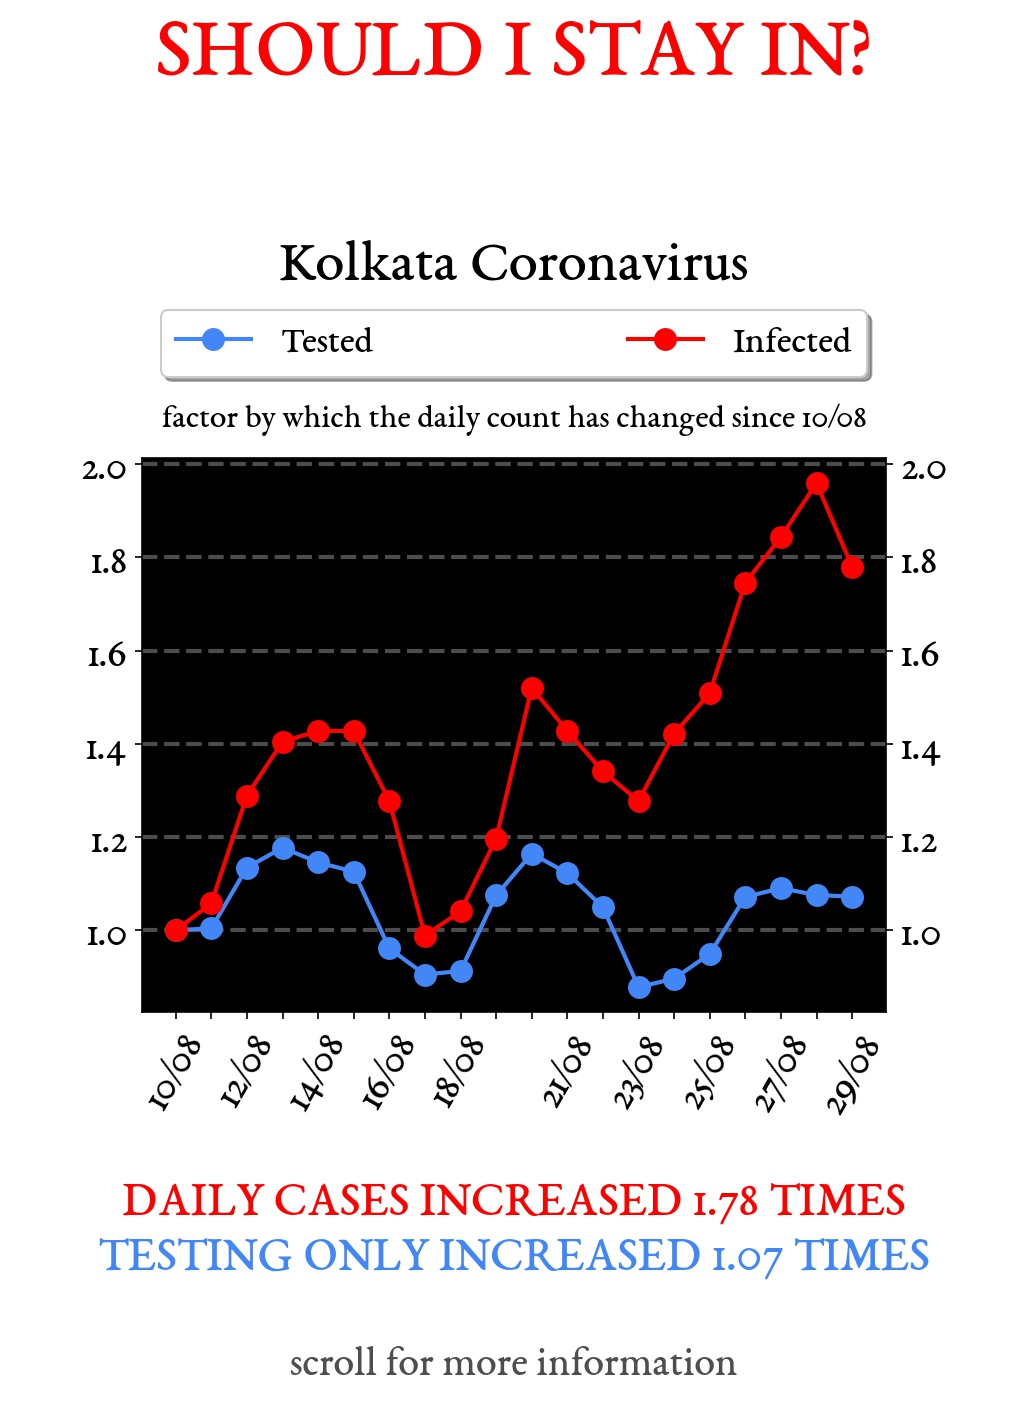 SHOULD I STAY IN?
Kolkata Coronavirus
Tested Infected
factor by which the daily count has changed since 10/08
2.0 2.0
1.8 1.8
1.6 1.6
1.4 1.4
1.2 1.2
1.0 1.0
10/08 12/08 14/08 16/08 18/08 21/08 23/08 25/08 27/08 29/08
DAILY CASES INCREASED 1.78 TIMES
TESTING ONLY INCREASED 1.07 TIMES
scroll for more information